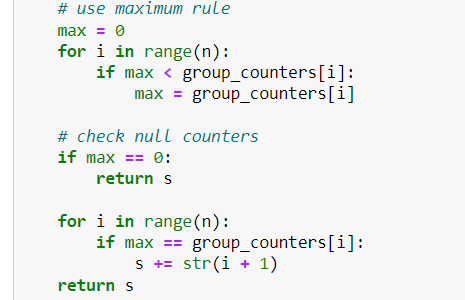 # use maximum rule
max = 0
for i in range(n):
    if max < group_counters[i]:
        max = group_counters[i]

# check null counters
if max == 0:
    return s

for i in range(n):
    if max == group_counters[i]:
        s += str(i + 1)
return s